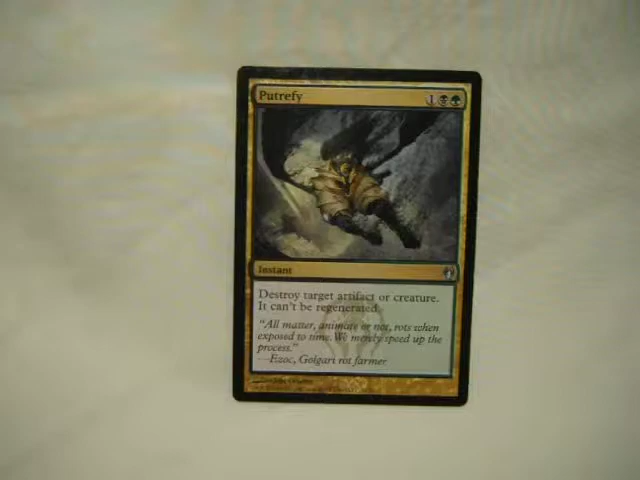 Putrefy 1
Instant
Destroy target artifact or creature.
It can't be regenerated.
"All matter, animate or not, rots when
exposed to time. We merely speed up the
process."
—Ezoc, Golgari rot farmer